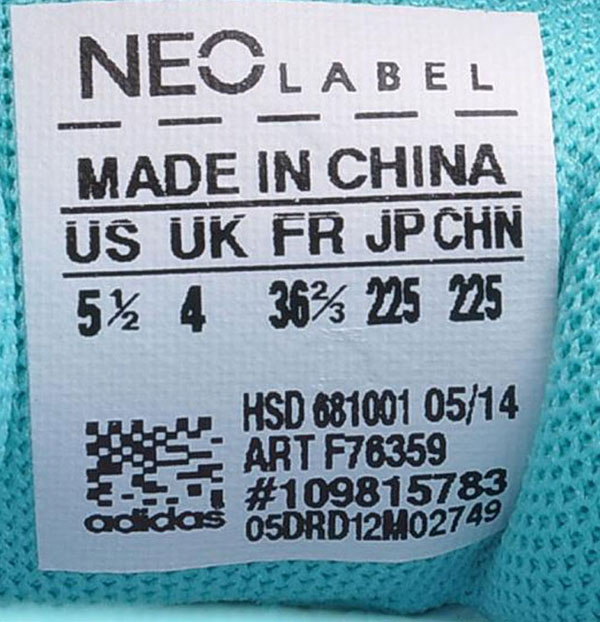 NEO LABEL
MADE IN CHINA
US UK FR JP CHN
5½ 4 36⅔ 225 225
HSD 681001 05/14
ART F76359
#109815783
adidas 05DRD12M02749